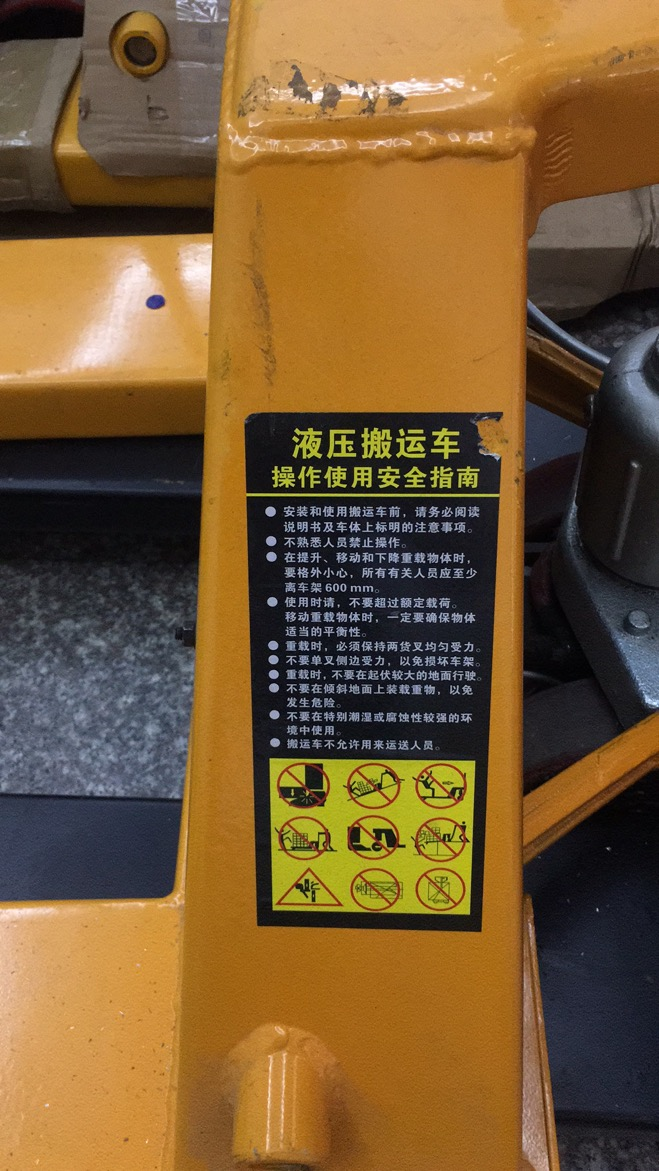 液压搬运车
操作使用安全指南
● 安装和使用搬运车前，请务必阅读
说明书及车体上标明的注意事项。
● 不熟悉人员禁止操作。
● 在提升、移动和下降重载物体时，
要格外小心，所有有关人员应至少
离车架 600 mm。
● 使用时请，不要超过额定载荷。
移动重载物体时，一定要确保物体
适当的平衡性。
● 重载时，必须保持两货叉均匀受力。
● 不要单叉侧边受力，以免损坏车架。
● 重载时，不要在起伏较大的地面行驶。
● 不要在倾斜地面上装载重物，以免
发生危险。
● 不要在特别潮湿或腐蚀性较强的环
境中使用。
● 搬运车不允许用来运送人员。